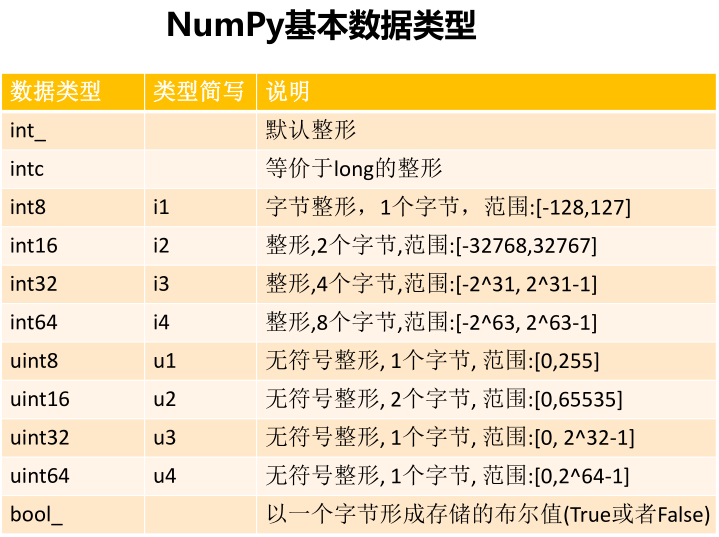 NumPy基本数据类型
数据类型 类型简写 说明
int_ 默认整形
intc 等价于long的整形
int8 i1 字节整形，1个字节，范围:[-128,127]
int16 i2 整形,2个字节,范围:[-32768,32767]
int32 i3 整形,4个字节,范围:[-2^31, 2^31-1]
int64 i4 整形,8个字节,范围:[-2^63, 2^63-1]
uint8 u1 无符号整形, 1个字节, 范围:[0,255]
uint16 u2 无符号整形, 2个字节, 范围:[0,65535]
uint32 u3 无符号整形, 1个字节, 范围:[0, 2^32-1]
uint64 u4 无符号整形, 1个字节, 范围:[0,2^64-1]
bool_ 以一个字节形成存储的布尔值(True或者False)